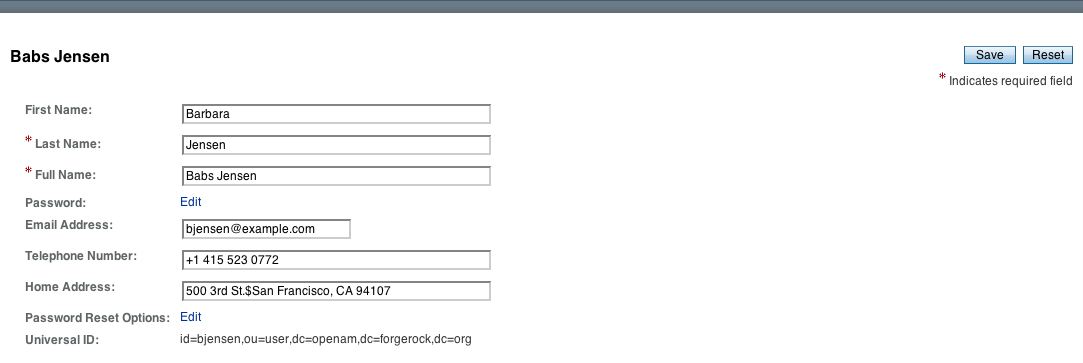 Babs Jensen
Save Reset
* Indicates required field
First Name: Barbara
* Last Name: Jensen
* Full Name: Babs Jensen
Password: Edit
Email Address: bjensen@example.com
Telephone Number: +1 415 523 0772
Home Address: 500 3rd St.$San Francisco, CA 94107
Password Reset Options: Edit
Universal ID: id=bjensen,ou=user,dc=openam,dc=forgerock,dc=org